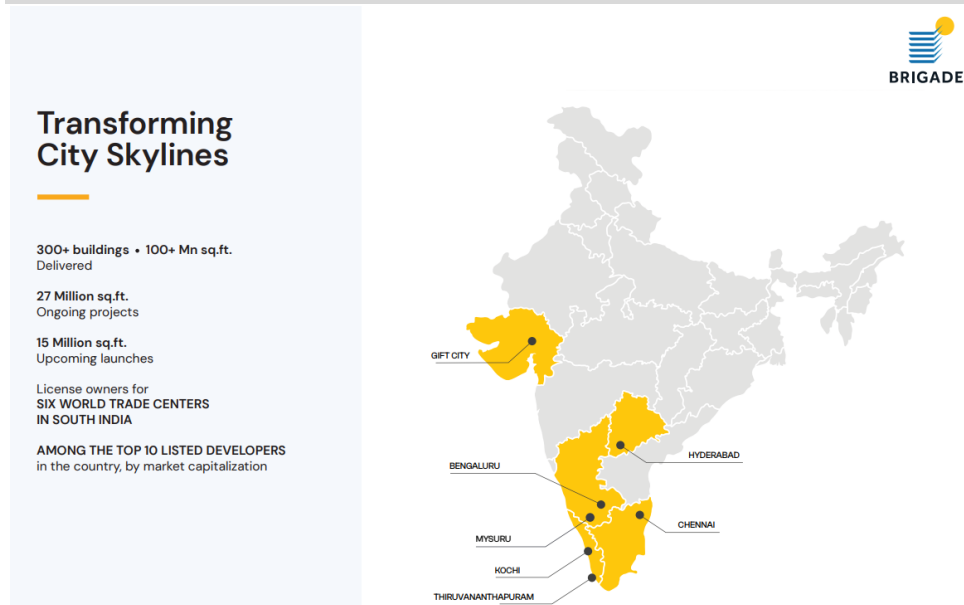 BRIGADE
Transforming
City Skylines
300+ buildings • 100+ Mn sq.ft.
Delivered
27 Million sq.ft.
Ongoing projects
15 Million sq.ft.
Upcoming launches
License owners for
SIX WORLD TRADE CENTERS
IN SOUTH INDIA
AMONG THE TOP 10 LISTED DEVELOPERS
in the country, by market capitalization
GIFT CITY
HYDERABAD
BENGALURU
CHENNAI
MYSURU
KOCHI
THIRUVANANTHAPURAM